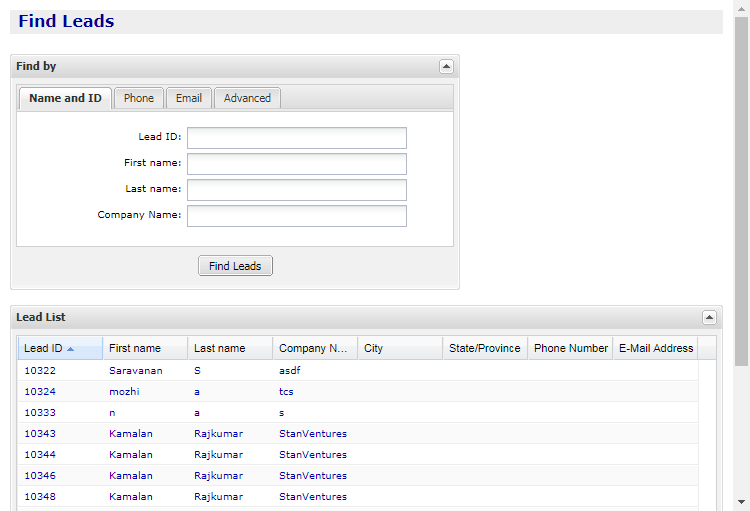 Find Leads
Find by
Name and ID Phone Email Advanced
Lead ID:
First name:
Last name:
Company Name:
Find Leads
Lead List
Lead ID First name Last name Company N... City State/Province Phone Number E-Mail Address
10322 Saravanan S asdf
10324 mozhi a tcs
10333 n a s
10343 Kamalan Rajkumar StanVentures
10344 Kamalan Rajkumar StanVentures
10346 Kamalan Rajkumar StanVentures
10348 Kamalan Rajkumar StanVentures